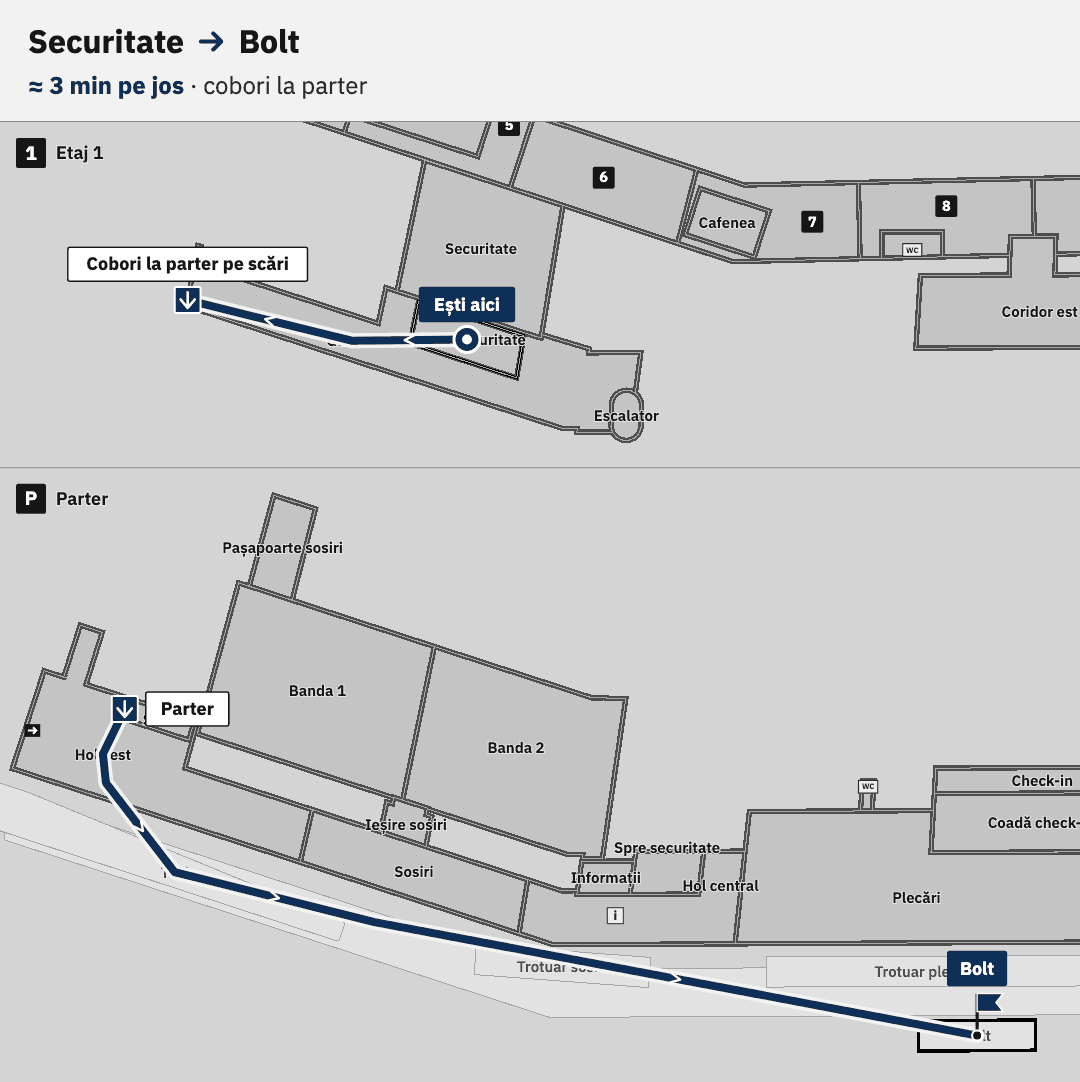 Securitate → Bolt
≈ 3 min pe jos · cobori la parter
1 Etaj 1
5
6
7
8
Cafenea
Securitate
wc
Cobori la parter pe scări
Ești aici
Coridor est
Escalator
P Parter
Pașapoarte sosiri
Banda 1
Parter
Banda 2
wc
Check-in
Ieșire sosiri
Spre securitate
Sosiri
Informații
Hol central
Plecări
i
Bolt